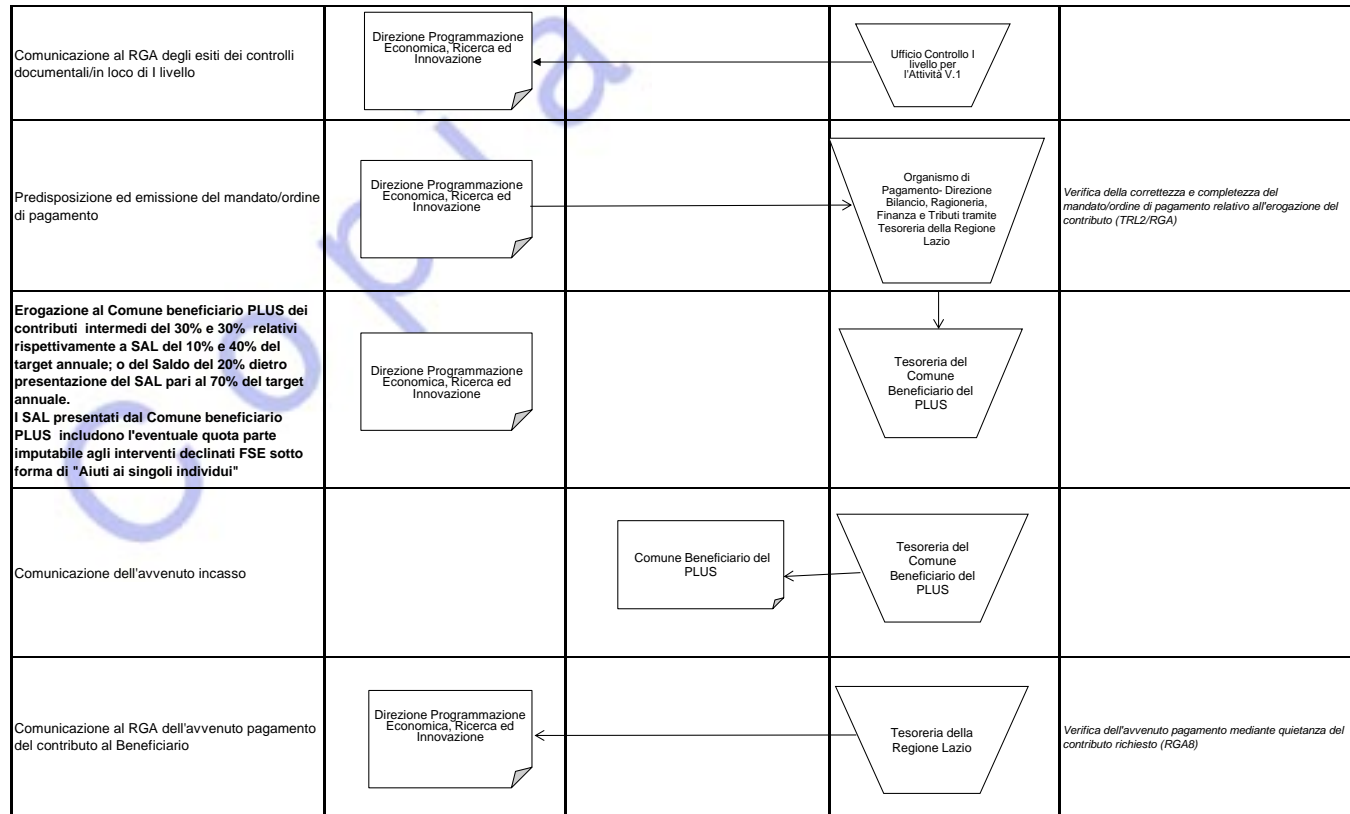 Comunicazione al RGA degli esiti dei controlli
documentali/in loco di I livello
Direzione Programmazione
Economica, Ricerca ed
Innovazione
Ufficio Controllo I
livello per
l'Attività V.1
Predisposizione ed emissione del mandato/ordine
di pagamento
Direzione Programmazione
Economica, Ricerca ed
Innovazione
Organismo di
Pagamento- Direzione
Bilancio, Ragioneria,
Finanza e Tributi tramite
Tesoreria della Regione
Lazio
Verifica della correttezza e completezza del
mandato/ordine di pagamento relativo all'erogazione del
contributo (TRL2/RGA)
Erogazione al Comune beneficiario PLUS dei
contributi intermedi del 30% e 30% relativi
rispettivamente a SAL del 10% e 40% del
target annuale; o del Saldo del 20% dietro
presentazione del SAL pari al 70% del target
annuale.
I SAL presentati dal Comune beneficiario
PLUS includono l'eventuale quota parte
imputabile agli interventi declinati FSE sotto
forma di "Aiuti ai singoli individui"
Direzione Programmazione
Economica, Ricerca ed
Innovazione
Tesoreria del
Comune
Beneficiario del
PLUS
Comunicazione dell'avvenuto incasso
Comune Beneficiario del
PLUS
Tesoreria del
Comune
Beneficiario del
PLUS
Comunicazione al RGA dell'avvenuto pagamento
del contributo al Beneficiario
Direzione Programmazione
Economica, Ricerca ed
Innovazione
Tesoreria della
Regione Lazio
Verifica dell'avvenuto pagamento mediante quietanza del
contributo richiesto (RGA8)
Copia